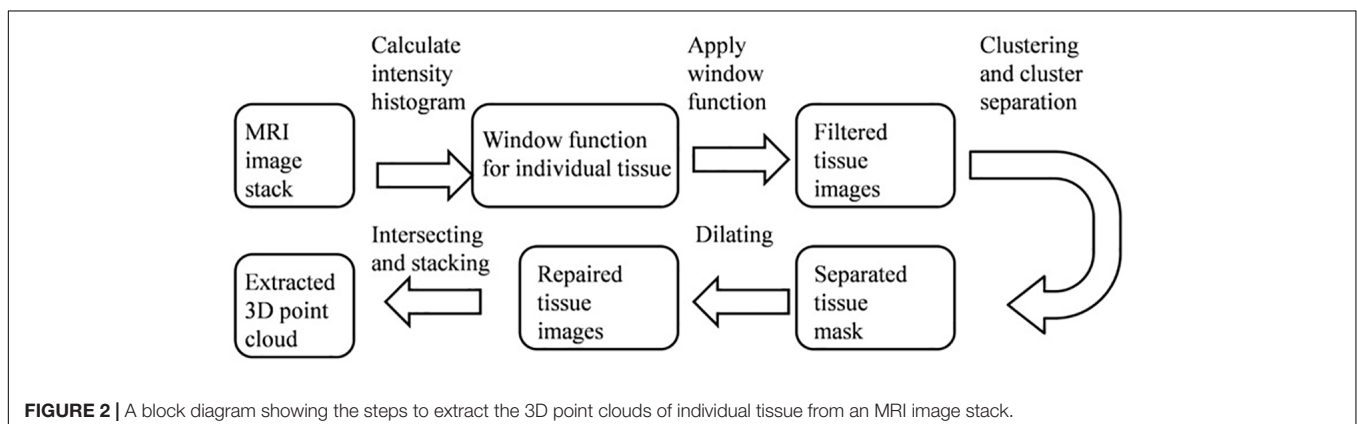 Calculate
intensity
histogram
Apply
window
function
Clustering
and cluster
separation
MRI
image
stack
Window function
for individual tissue
Filtered
tissue
images
Intersecting
and stacking
Dilating
Extracted
3D point
cloud
Repaired
tissue
images
Separated
tissue
mask
FIGURE 2 | A block diagram showing the steps to extract the 3D point clouds of individual tissue from an MRI image stack.